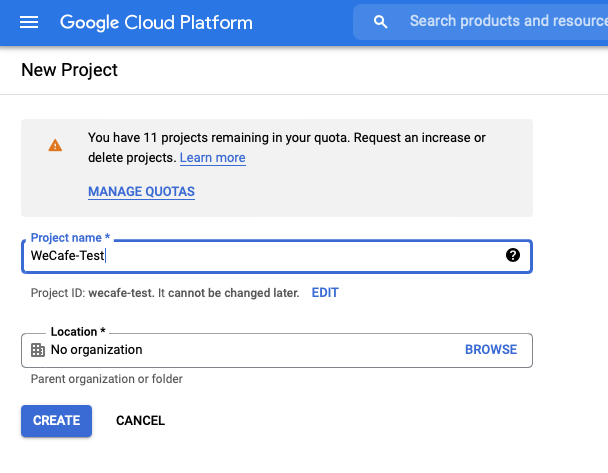 Google Cloud Platform
Search products and resource
New Project
You have 11 projects remaining in your quota. Request an increase or
delete projects. Learn more
MANAGE QUOTAS
Project name *
WeCafe-Test
Project ID: wecafe-test. It cannot be changed later. EDIT
Location *
No organization BROWSE
Parent organization or folder
CREATE CANCEL